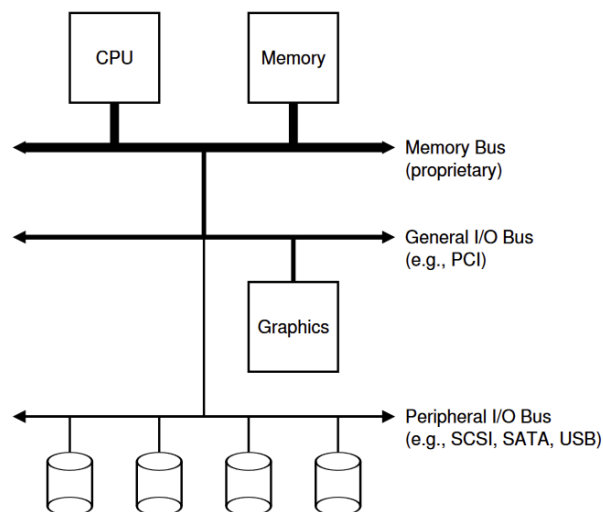 CPU
Memory
Memory Bus
(proprietary)
General I/O Bus
(e.g., PCI)
Graphics
Peripheral I/O Bus
(e.g., SCSI, SATA, USB)